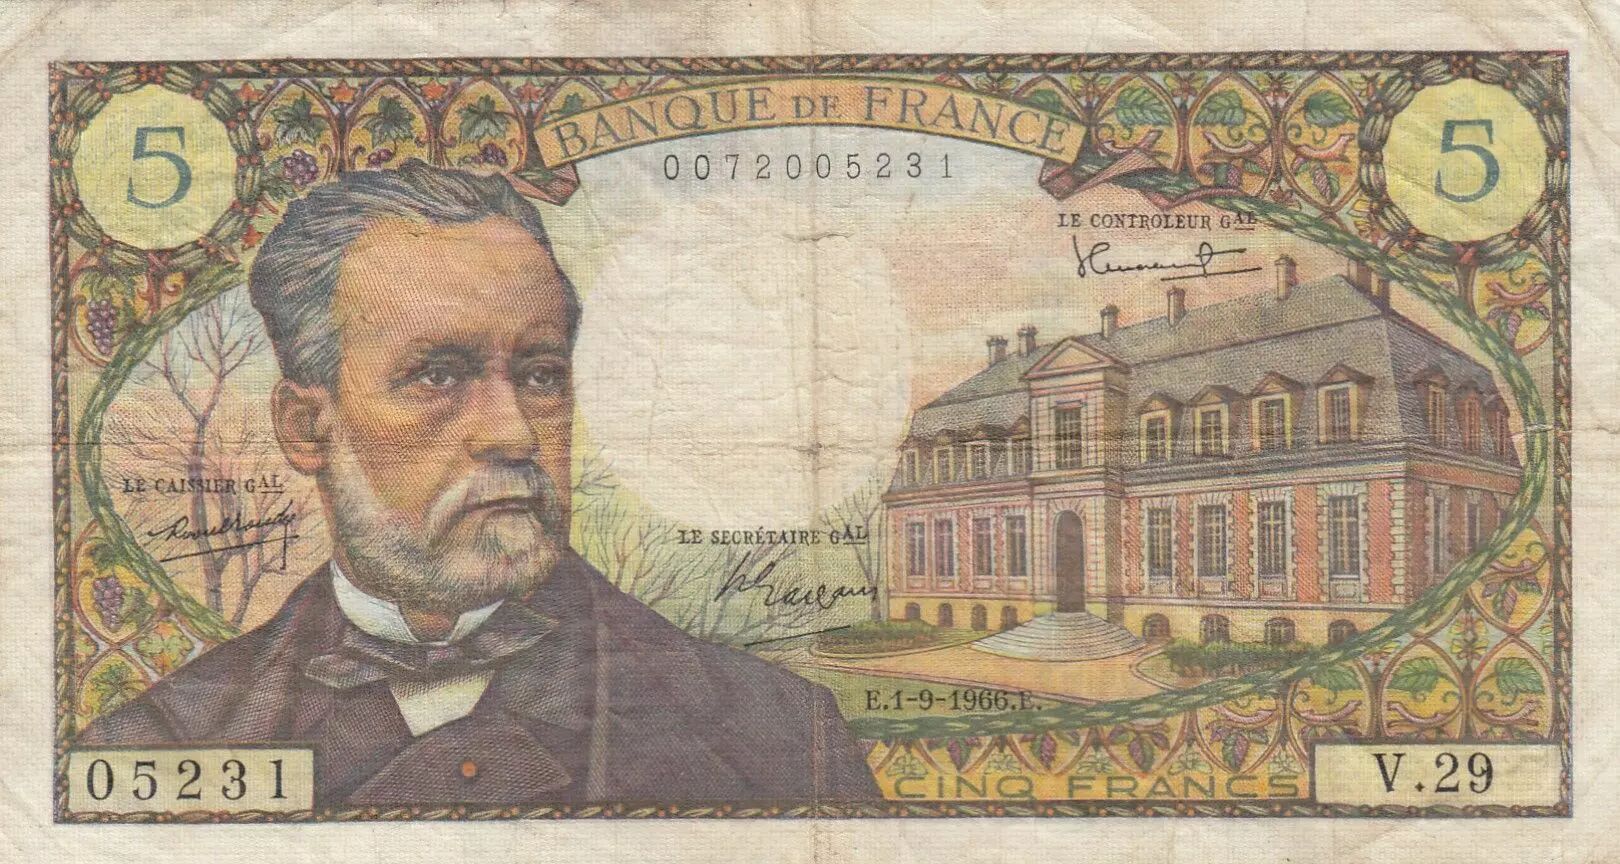 BANQUE DE FRANCE
5
5
0072005231
LE CONTROLEUR GAL
LE CAISSIER GAL
LE SECRÉTAIRE GAL
E.1-9-1966.E.
05231
CINQ FRANCS
V.29